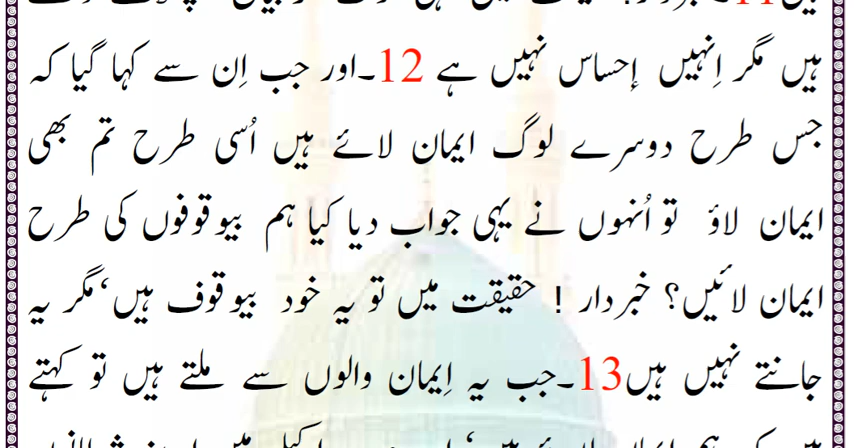 ہیں مگر اِنہیں إحساس نہیں ہے 12۔اور جب اِن سے کہا گیا کہ
جس طرح دوسرے لوگ ایمان لائے ہیں اُسی طرح تم بھی
ایمان لاؤ تو اُنہوں نے یہی جواب دیا کیا ہم بیوقوفوں کی طرح
ایمان لائیں؟ خبردار ! حقیقت میں تو یہ خود بیوقوف ہیں‘مگر یہ
جانتے نہیں ہیں13۔جب یہ اِیمان والوں سے ملتے ہیں تو کہتے